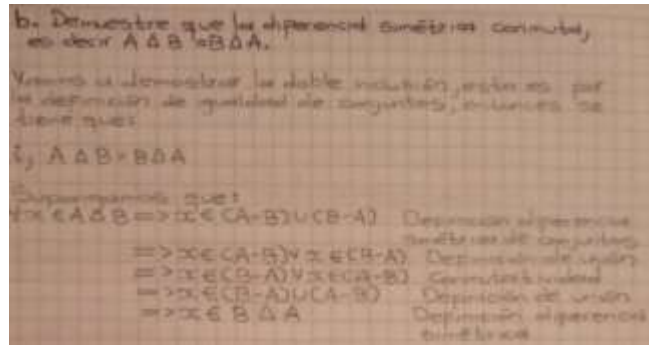 b. Demuestre que la diferencia simétrica conmuta,
es decir A Δ B = B Δ A.
Vamos a demostrar la doble inclusión, esto es por
la definición de igualdad de conjuntos, entonces se
tiene que:
i) A Δ B = B Δ A
Supongamos que:
∀x ∈ A Δ B => x ∈ (A-B) ∪ (B-A) Definición diferencia
simétrica de conjuntos
=> x ∈ (A-B) ∨ x ∈ (B-A) Definición de unión
=> x ∈ (B-A) ∨ x ∈ (A-B) Conmutatividad
=> x ∈ (B-A) ∪ (A-B) Definición de unión
=> x ∈ B Δ A Definición diferencia
simétrica